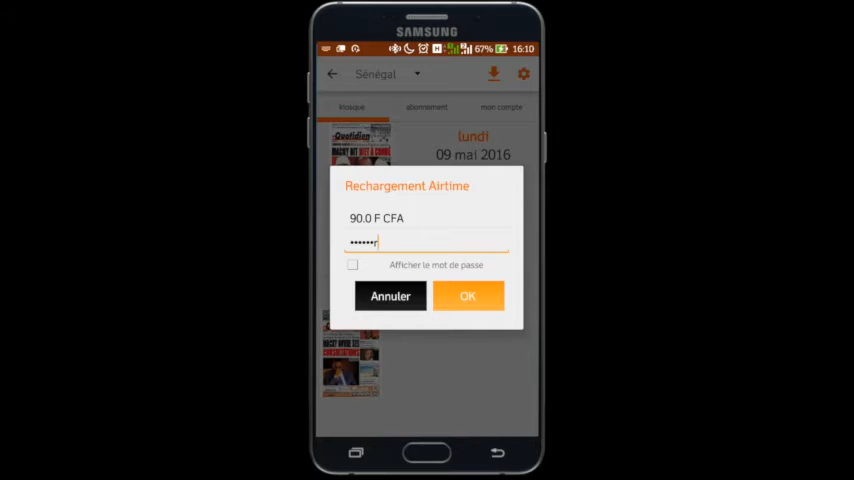 SAMSUNG
67% 16:10
Sénégal
kiosque abonnement mon compte
Quotidien
lundi
09 mai 2016
Rechargement Airtime
90.0 F CFA
••••••r
Afficher le mot de passe
Annuler OK